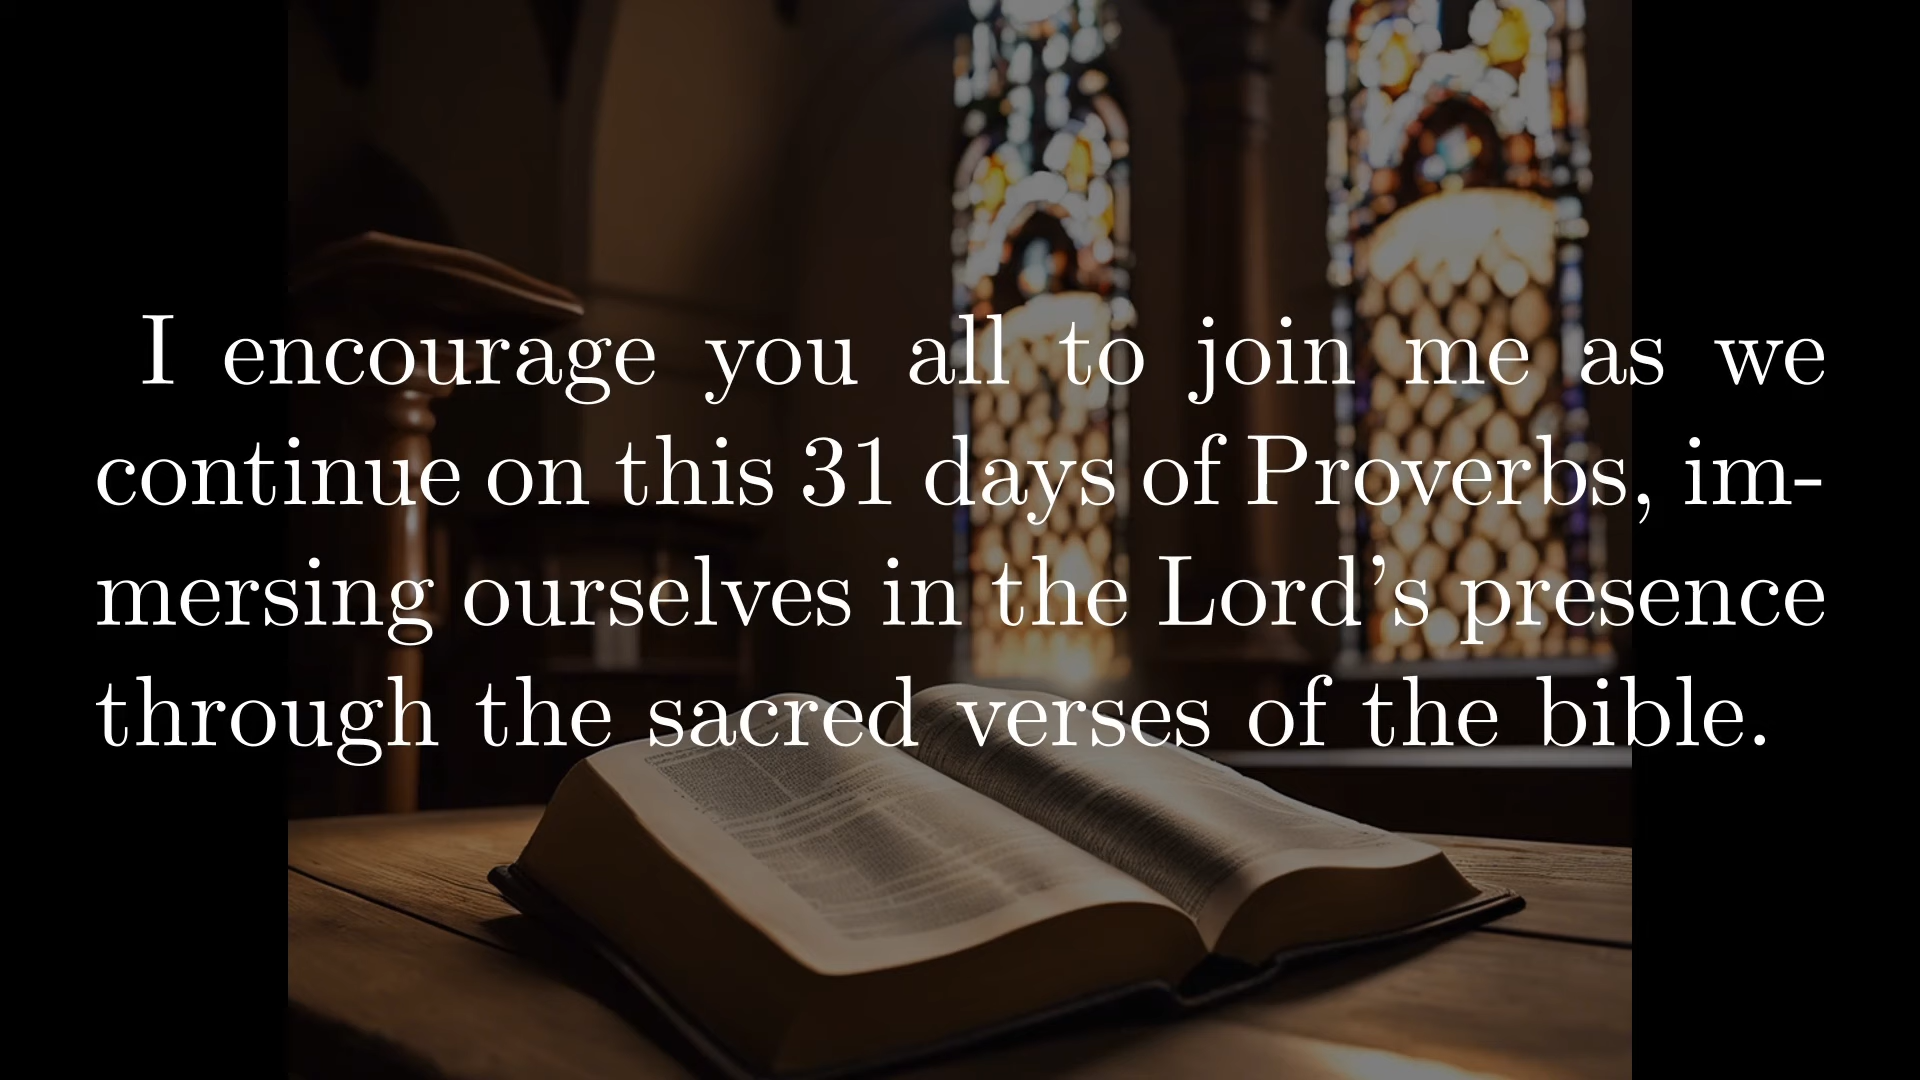 I encourage you all to join me as we
continue on this 31 days of Proverbs, im-
mersing ourselves in the Lord's presence
through the sacred verses of the bible.